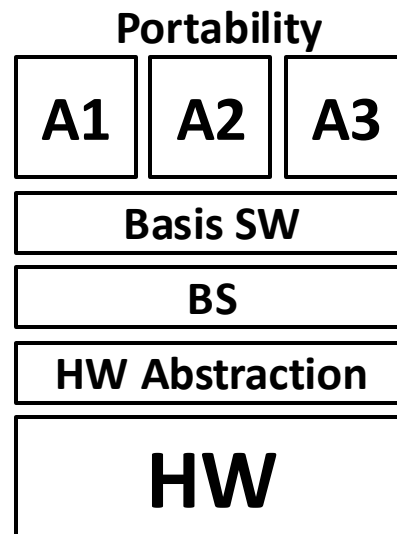 Portability
A1 A2 A3
Basis SW
BS
HW Abstraction
HW